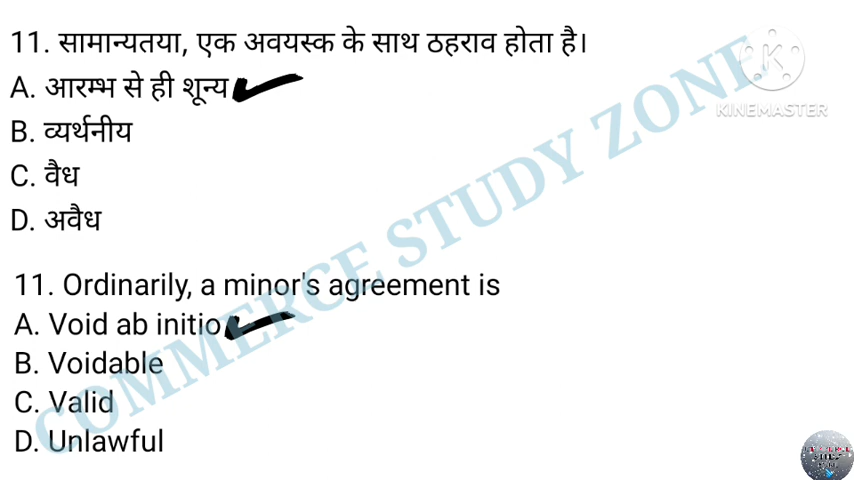 11. सामान्यतया, एक अवयस्क के साथ ठहराव होता है।
A. आरम्भ से ही शून्य
B. व्यर्थनीय
C. वैध
D. अवैध
11. Ordinarily, a minor's agreement is
A. Void ab initio
B. Voidable
C. Valid
D. Unlawful
COMMERCE STUDY ZONE
K
KINEMASTER